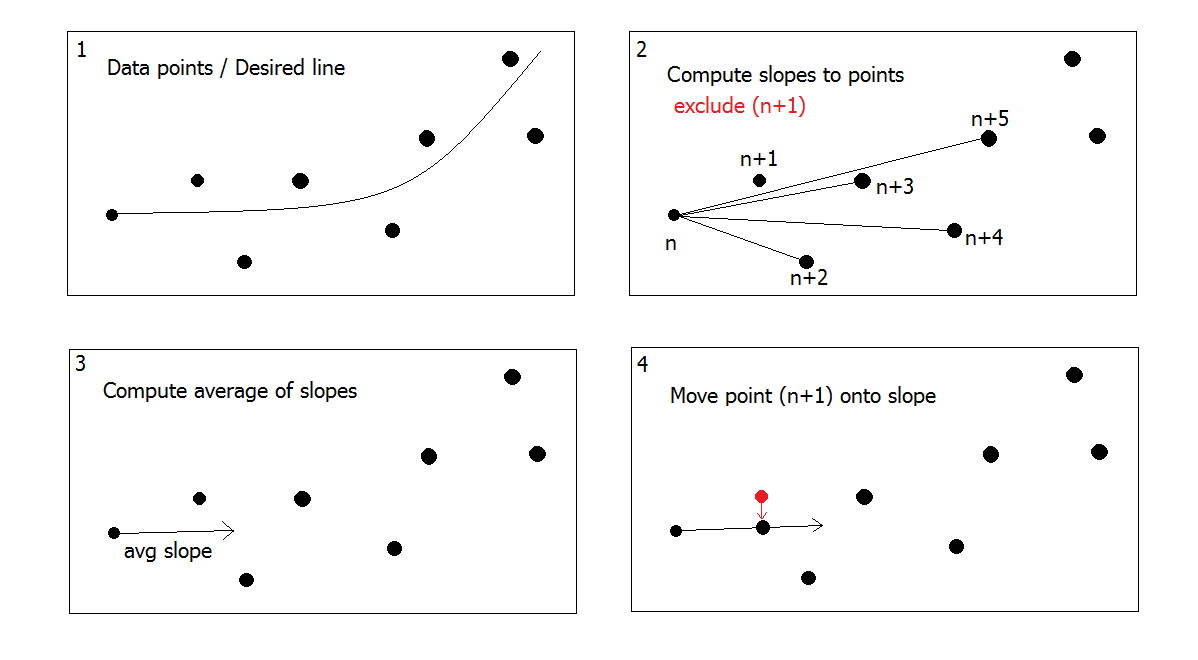 1
Data points / Desired line
2
Compute slopes to points
exclude (n+1)
n+5
n+1
n+3
n
n+4
n+2
3
Compute average of slopes
avg slope
4
Move point (n+1) onto slope